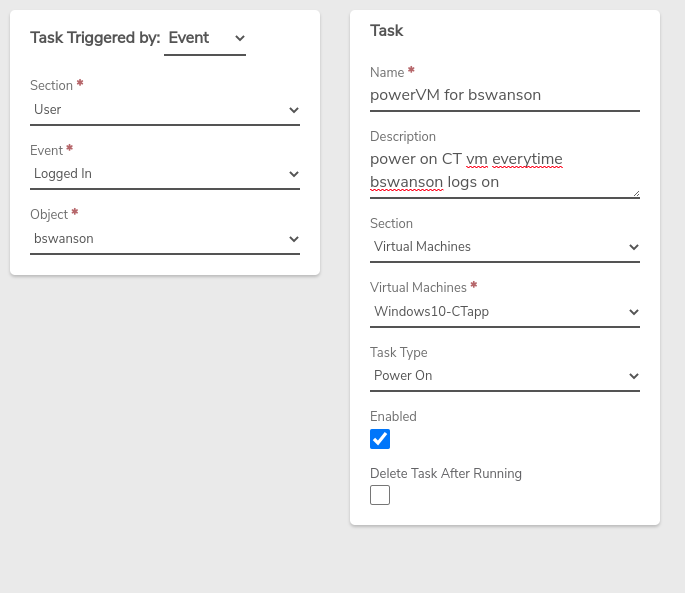 Task Triggered by: Event
Section *
User
Event *
Logged In
Object *
bswanson
Task
Name *
powerVM for bswanson
Description
power on CT vm everytime
bswanson logs on
Section
Virtual Machines
Virtual Machines *
Windows10-CTapp
Task Type
Power On
Enabled
Delete Task After Running